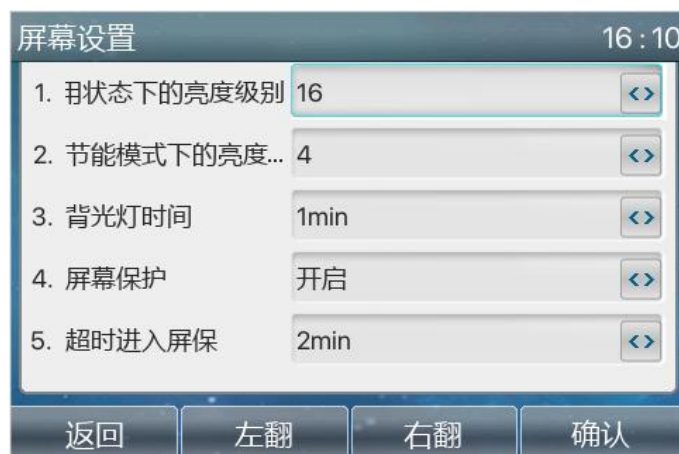 屏幕设置 16:10
1. 用状态下的亮度级别 16
2. 节能模式下的亮度... 4
3. 背光灯时间 1min
4. 屏幕保护 开启
5. 超时进入屏保 2min
返回 左翻 右翻 确认